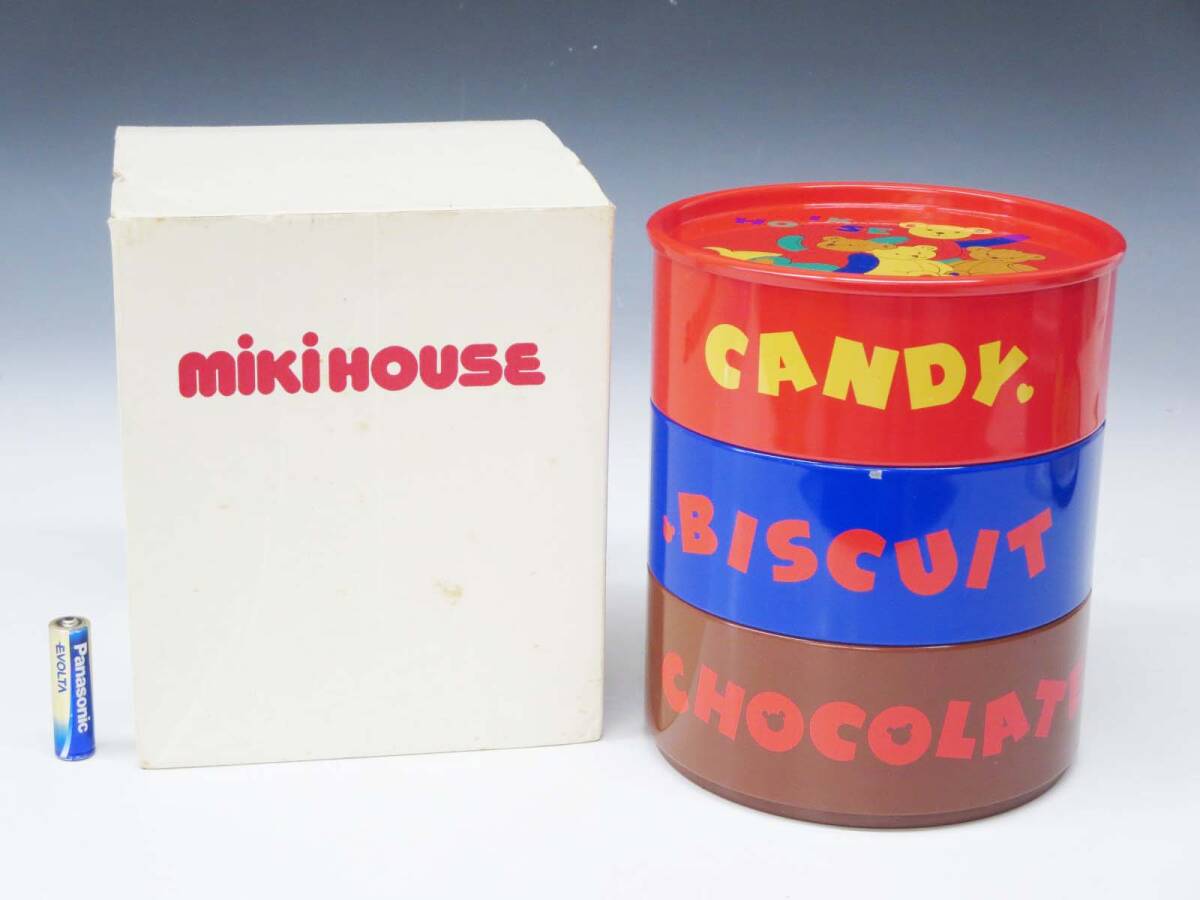 mikiHOUSE
Panasonic
EVOLTA
CANDY
BISCUIT
CHOCOLATE